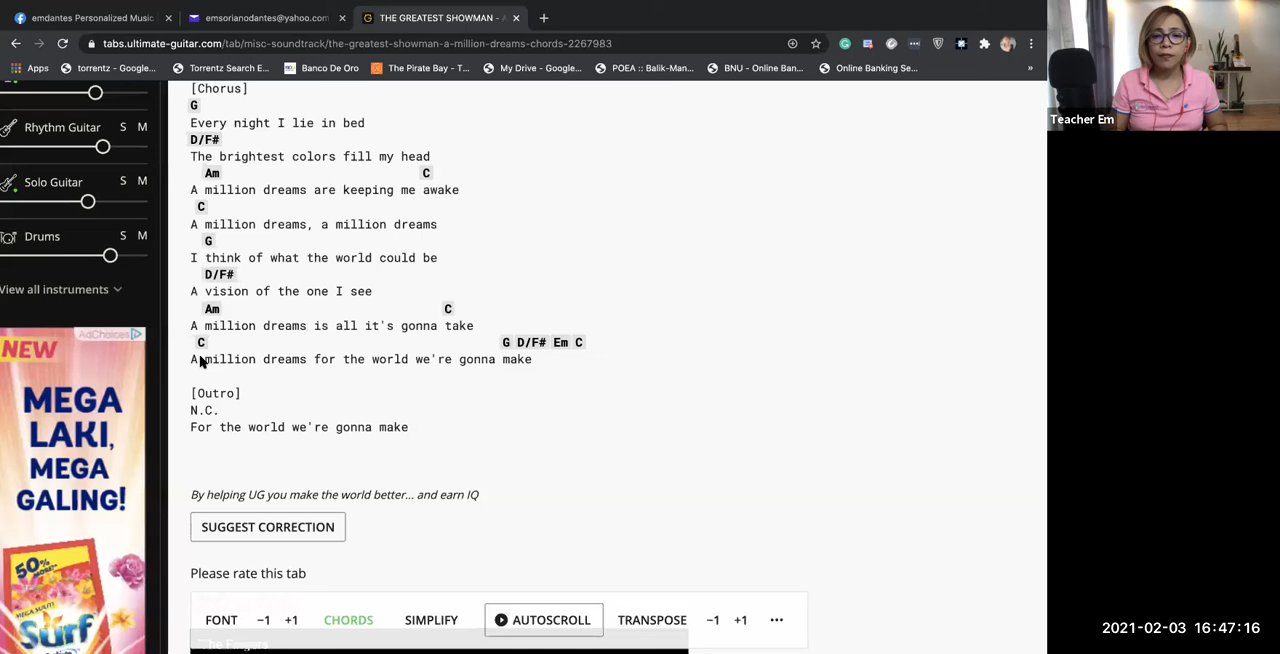 emdantes Personalized Music
emsorianodantes@yahoo.com
THE GREATEST SHOWMAN -
tabs.ultimate-guitar.com/tab/misc-soundtrack/the-greatest-showman-a-million-dreams-chords-2267983
Apps torrentz - Google... Torrentz Search E... Banco De Oro The Pirate Bay - T... My Drive - Google... POEA :: Balik-Man... BNU - Online Ban... Online Banking Se... »
Teacher Em
Rhythm Guitar S M
Solo Guitar S M
Drums S M
View all instruments
AdChoices
NEW
MEGA
LAKI,
MEGA
GALING!
50%
Surf
[Chorus]
G
Every night I lie in bed
D/F#
The brightest colors fill my head
Am C
A million dreams are keeping me awake
C
A million dreams, a million dreams
G
I think of what the world could be
D/F#
A vision of the one I see
Am C
A million dreams is all it's gonna take
C G D/F# Em C
A million dreams for the world we're gonna make
[Outro]
N.C.
For the world we're gonna make
By helping UG you make the world better... and earn IQ
SUGGEST CORRECTION
Please rate this tab
FONT −1 +1 CHORDS SIMPLIFY AUTOSCROLL TRANSPOSE −1 +1 •••
The Fingers
2021-02-03 16:47:16